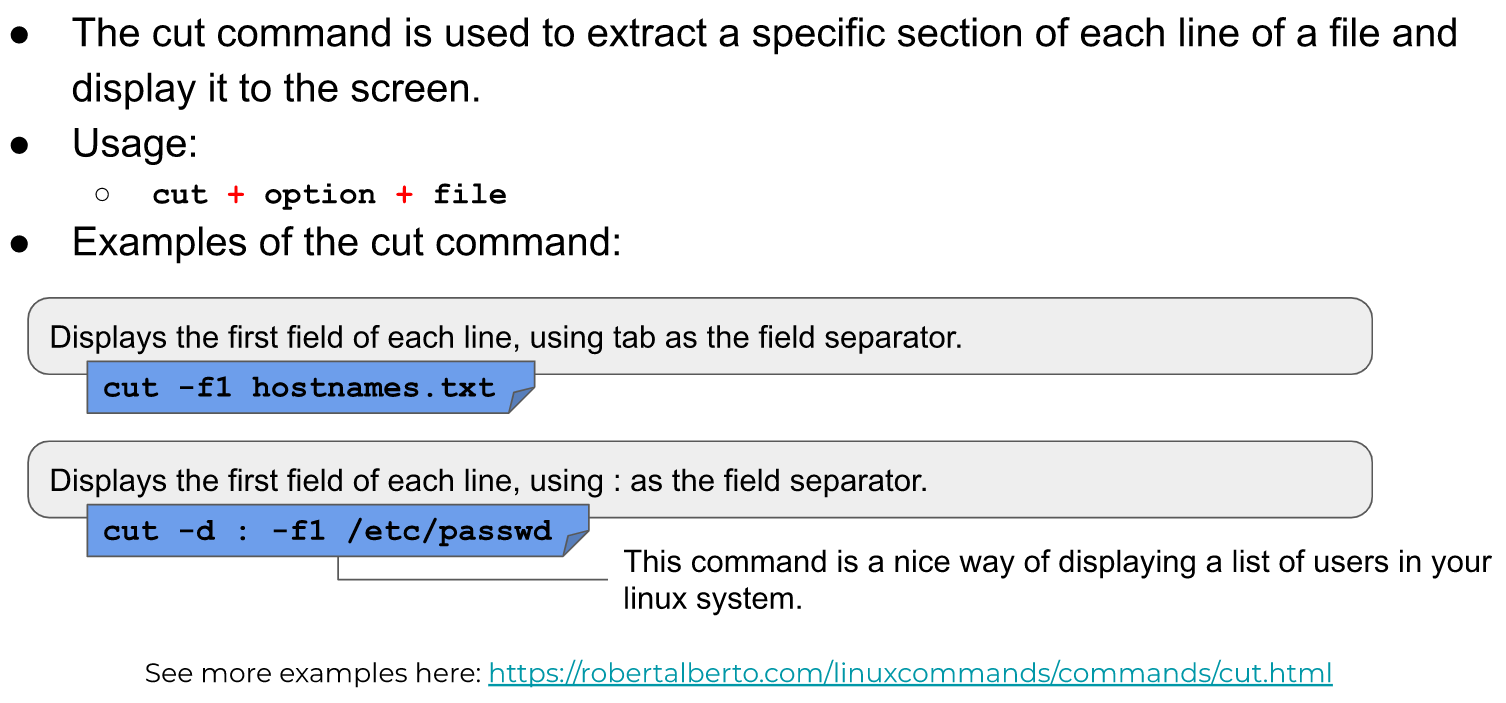 ● The cut command is used to extract a specific section of each line of a file and
display it to the screen.
● Usage:
○ cut + option + file
● Examples of the cut command:
Displays the first field of each line, using tab as the field separator.
cut -f1 hostnames.txt
Displays the first field of each line, using : as the field separator.
cut -d : -f1 /etc/passwd
This command is a nice way of displaying a list of users in your
linux system.
See more examples here: https://robertalberto.com/linuxcommands/commands/cut.html